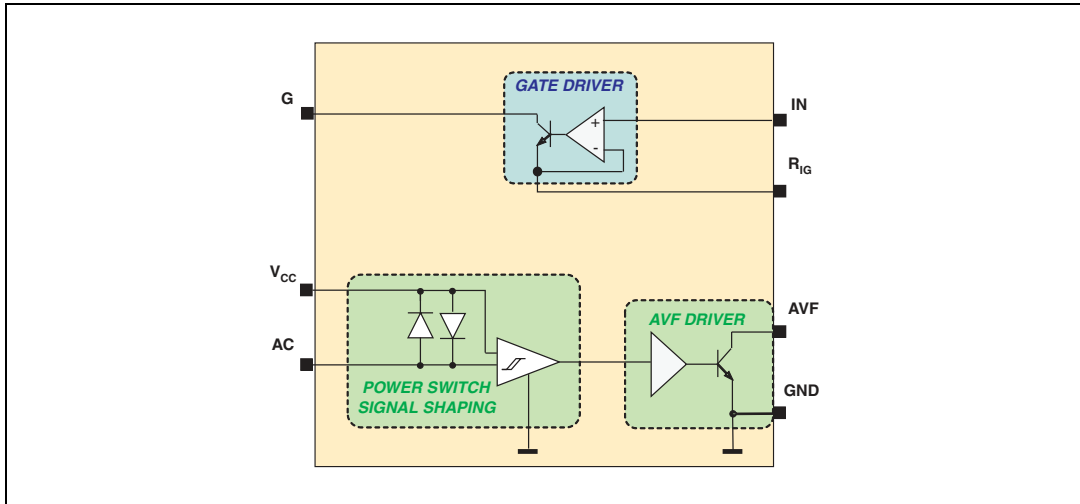 GATE DRIVER
G
IN
+
-
RIG
VCC
AC
POWER SWITCH
SIGNAL SHAPING
AVF DRIVER
AVF
GND